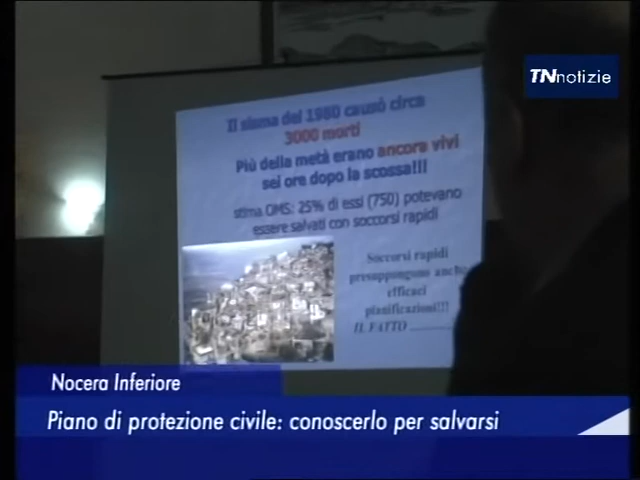 TNnotizie
Il sisma del 1980 causò circa
3000 morti
Più della metà erano ancora vivi
sei ore dopo la scossa!!!
stima OMS: 25% di essi (750) potevano
essere salvati con soccorsi rapidi
Soccorsi rapidi
presuppongono anche
efficaci
pianificazioni!!!
IL FATTO ............
Nocera Inferiore
Piano di protezione civile: conoscerlo per salvarsi